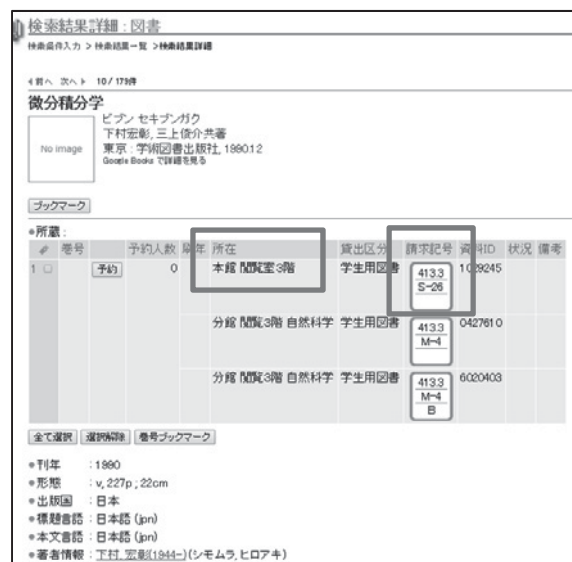 検索結果詳細 : 図書
検索条件入力 > 検索結果一覧 >検索結果詳細
◀前へ 次へ▶ 10/179件
微分積分学
ビブン セキブンガク
下村宏彰, 三上俊介共著
東京 : 学術図書出版社, 1990.12
Google Books で詳細を見る
No image
ブックマーク
●所蔵 :
巻号 予約人数 刷年 所在 貸出区分 請求記号 資料ID 状況 備考
1 予約 0 本館 閲覧室3階 学生用図書 413.3 S-26 1029245
分館 閲覧3階 自然科学 学生用図書 413.3 M-4 0427610
分館 閲覧3階 自然科学 学生用図書 413.3 M-4 B 6020403
全て選択 選択解除 巻号ブックマーク
●刊年 : 1990
●形態 : v, 227p ; 22cm
●出版国 : 日本
●標題言語 : 日本語 (jpn)
●本文言語 : 日本語 (jpn)
●著者情報 : 下村, 宏彰(1944-)(シモムラ, ヒロアキ)